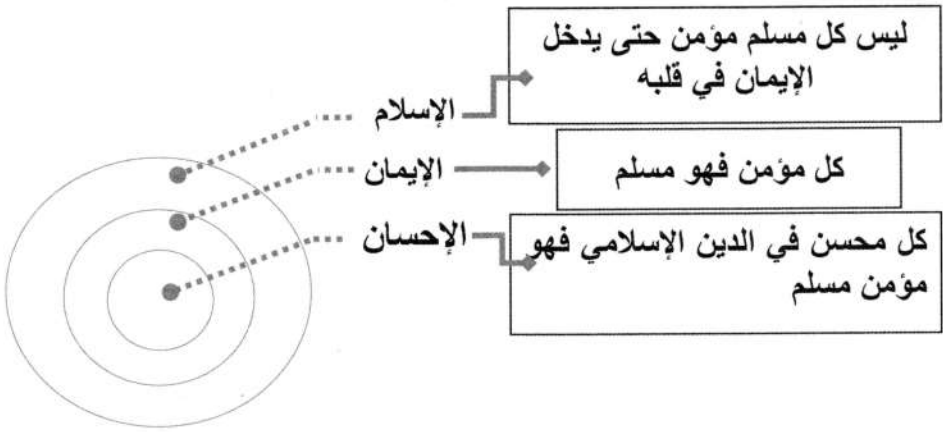 ليس كل مسلم مؤمن حتى يدخل
الإيمان في قلبه
الإسلام
كل مؤمن فهو مسلم
الإيمان
كل محسن في الدين الإسلامي فهو
مؤمن مسلم
الإحسان